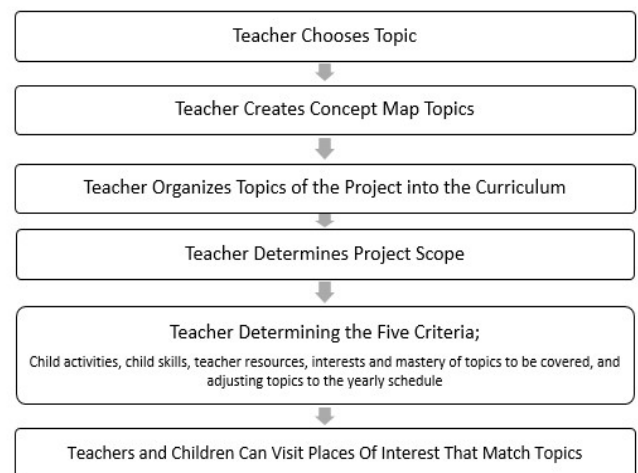 Teacher Chooses Topic
Teacher Creates Concept Map Topics
Teacher Organizes Topics of the Project into the Curriculum
Teacher Determines Project Scope
Teacher Determining the Five Criteria;
Child activities, child skills, teacher resources, interests and mastery of topics to be covered, and
adjusting topics to the yearly schedule
Teachers and Children Can Visit Places Of Interest That Match Topics